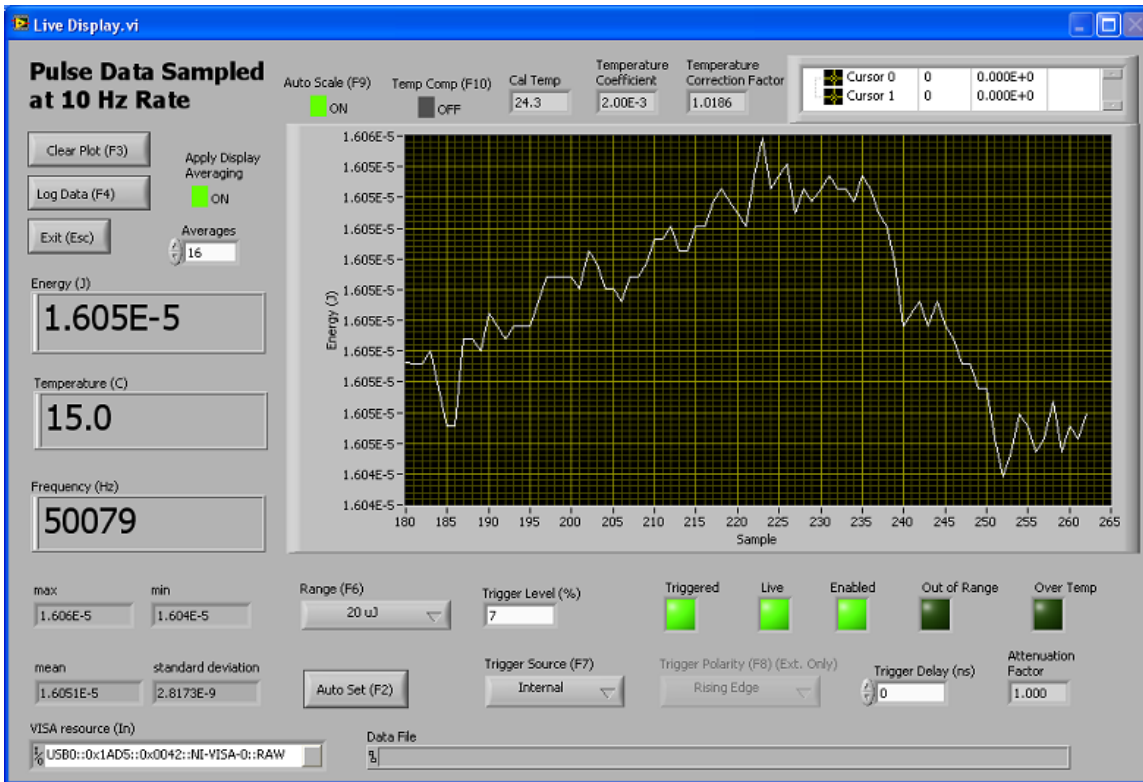 Live Display.vi
Pulse Data Sampled
at 10 Hz Rate
Auto Scale (F9)
ON
Temp Comp (F10)
OFF
Cal Temp
24.3
Temperature
Coefficient
2.00E-3
Temperature
Correction Factor
1.0186
Cursor 0 0 0.000E+0
Cursor 1 0 0.000E+0
Clear Plot (F3)
Log Data (F4)
Exit (Esc)
Apply Display
Averaging
ON
Averages
16
Energy (J)
1.605E-5
Temperature (C)
15.0
Frequency (Hz)
50079
Energy (J)
1.606E-5
1.605E-5
1.605E-5
1.605E-5
1.605E-5
1.605E-5
1.605E-5
1.605E-5
1.605E-5
1.605E-5
1.605E-5
1.604E-5
1.604E-5
180 185 190 195 200 205 210 215 220 225 230 235 240 245 250 255 260 265
Sample
max
1.606E-5
min
1.604E-5
mean
1.6051E-5
standard deviation
2.8173E-9
Range (F6)
20 uJ
Trigger Level (%)
7
Triggered
Live
Enabled
Out of Range
Over Temp
Auto Set (F2)
Trigger Source (F7)
Internal
Trigger Polarity (F8) (Ext. Only)
Rising Edge
Trigger Delay (ns)
0
Attenuation
Factor
1.000
VISA resource (In)
USB0::0x1AD5::0x0042::NI-VISA-0::RAW
Data File